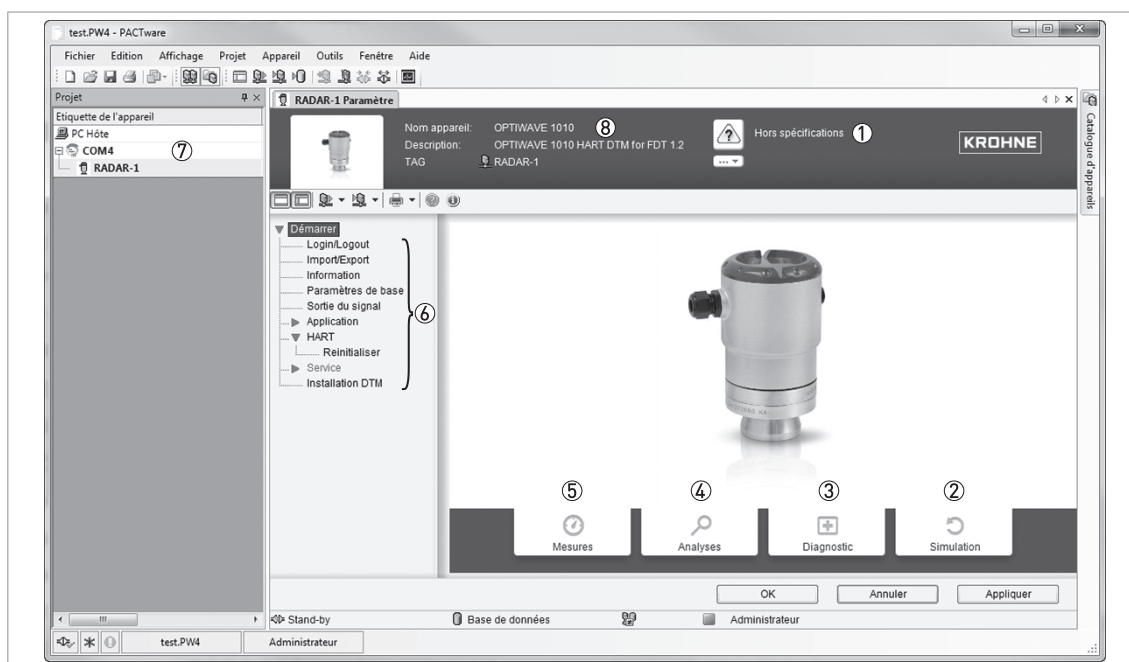 test.PW4 - PACTware
Fichier Edition Affichage Projet Appareil Outils Fenêtre Aide
Projet
Etiquette de l'appareil
PC Hôte
COM4
⑦
RADAR-1
RADAR-1 Paramètre
Nom appareil: OPTIWAVE 1010 ⑧
Description: OPTIWAVE 1010 HART DTM for FDT 1.2
TAG RADAR-1
Hors spécifications ①
KROHNE
Catalogue d'appareils
Démarrer
Login/Logout
Import/Export
Information
Paramètres de base
Sortie du signal
Application
HART
Reinitialiser
Service
Installation DTM
⑥
⑤ ④ ③ ②
Mesures Analyses Diagnostic Simulation
OK Annuler Appliquer
Stand-by Base de données Administrateur
test.PW4 Administrateur